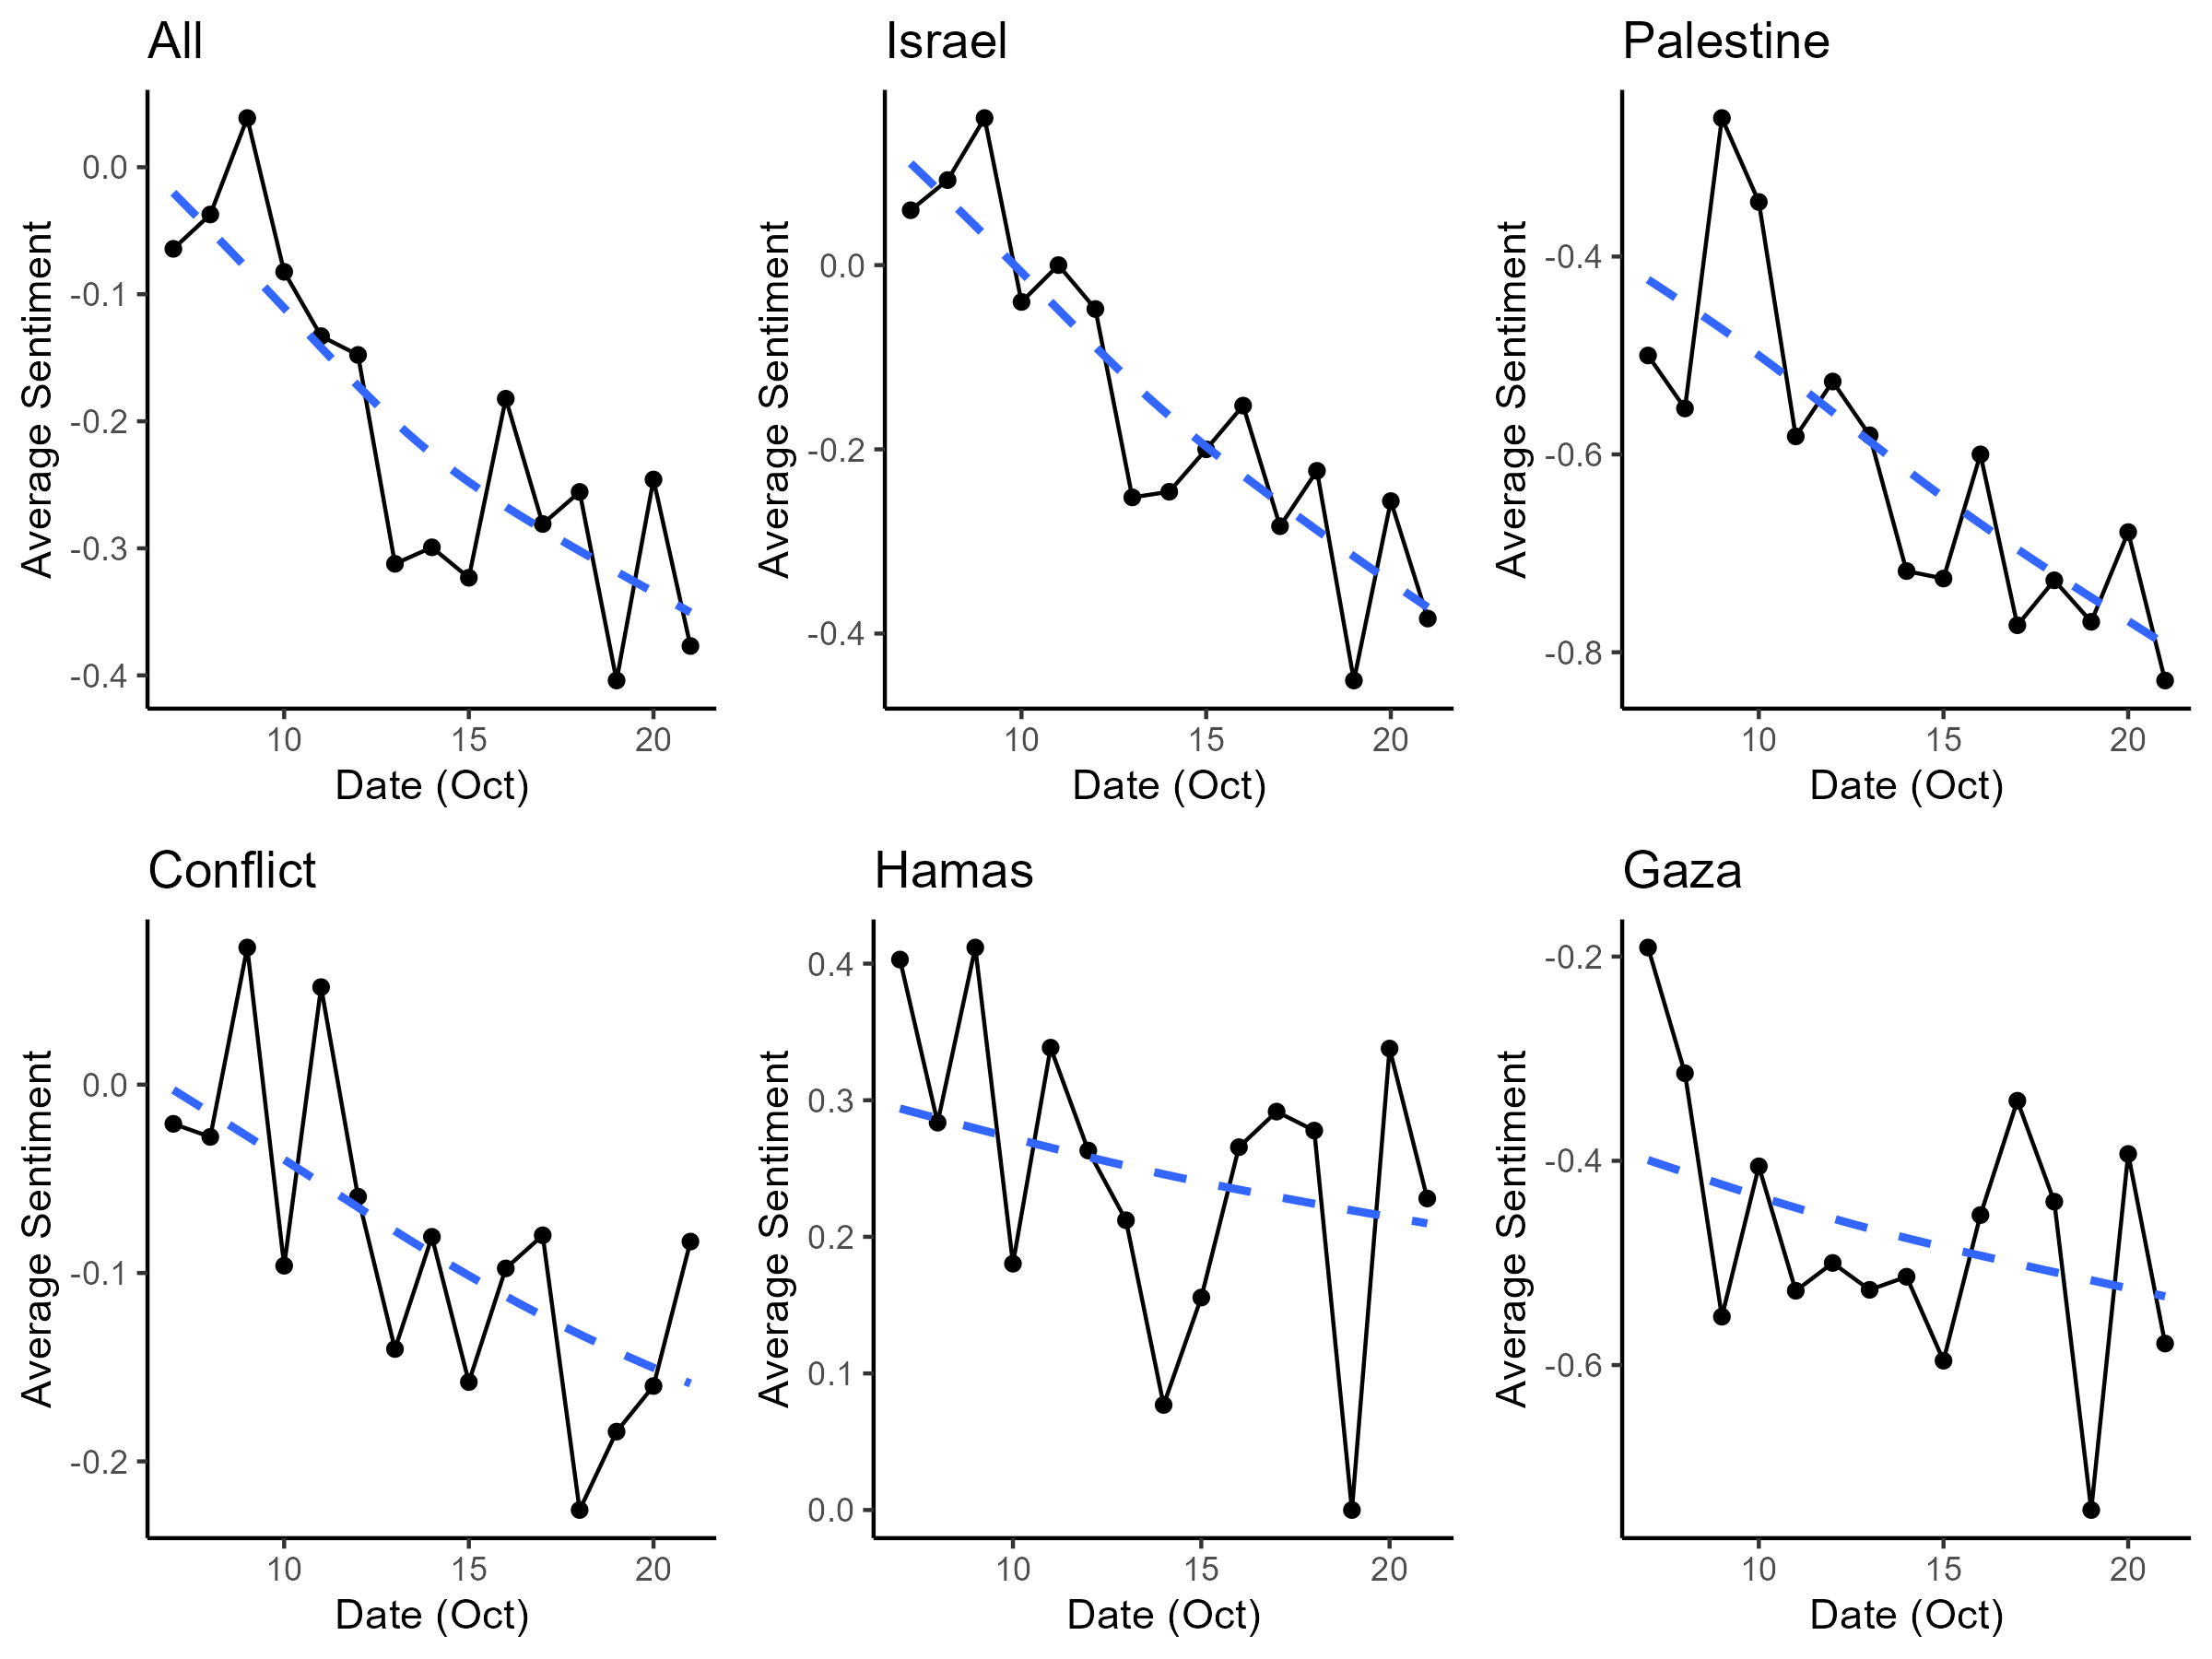 All
Average Sentiment
0.0
-0.1
-0.2
-0.3
-0.4
10 15 20
Date (Oct)
Israel
Average Sentiment
0.0
-0.2
-0.4
10 15 20
Date (Oct)
Palestine
Average Sentiment
-0.4
-0.6
-0.8
10 15 20
Date (Oct)
Conflict
Average Sentiment
0.0
-0.1
-0.2
10 15 20
Date (Oct)
Hamas
Average Sentiment
0.4
0.3
0.2
0.1
0.0
10 15 20
Date (Oct)
Gaza
Average Sentiment
-0.2
-0.4
-0.6
10 15 20
Date (Oct)